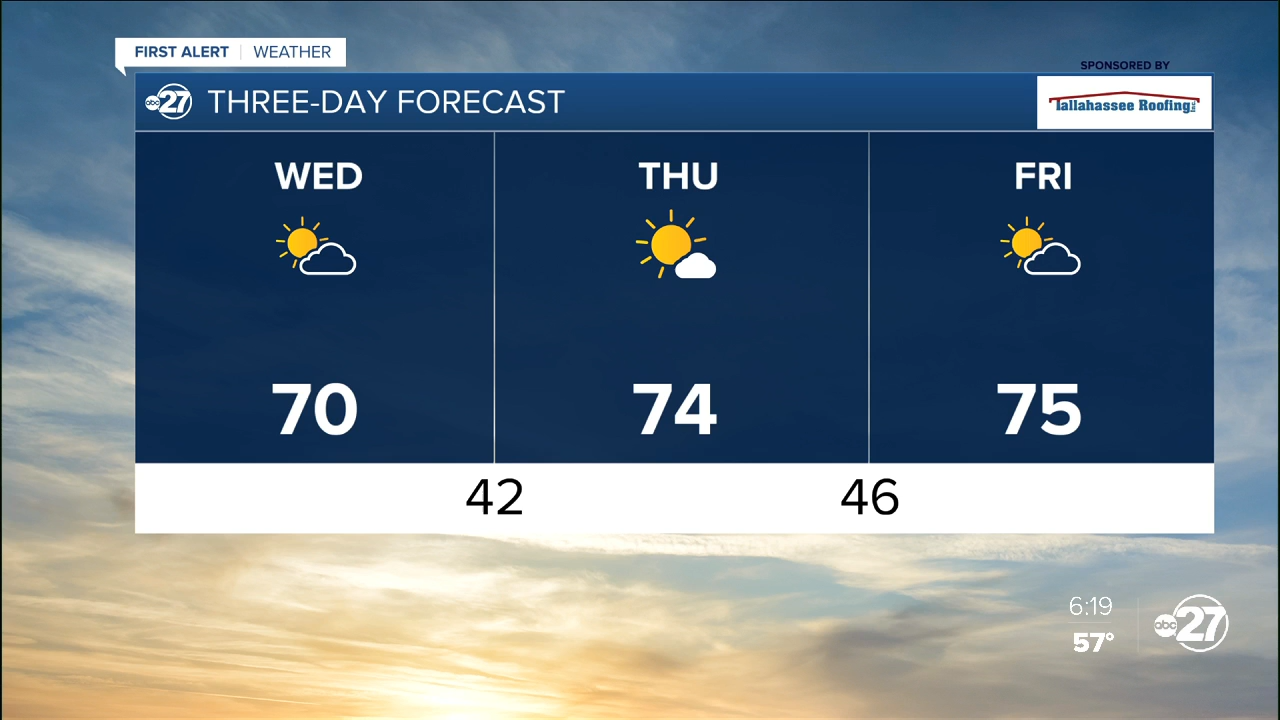 FIRST ALERT | WEATHER
SPONSORED BY
abc 27 THREE-DAY FORECAST
Tallahassee Roofing Inc.
WED THU FRI
70 74 75
42 46
6:19
57°
abc 27